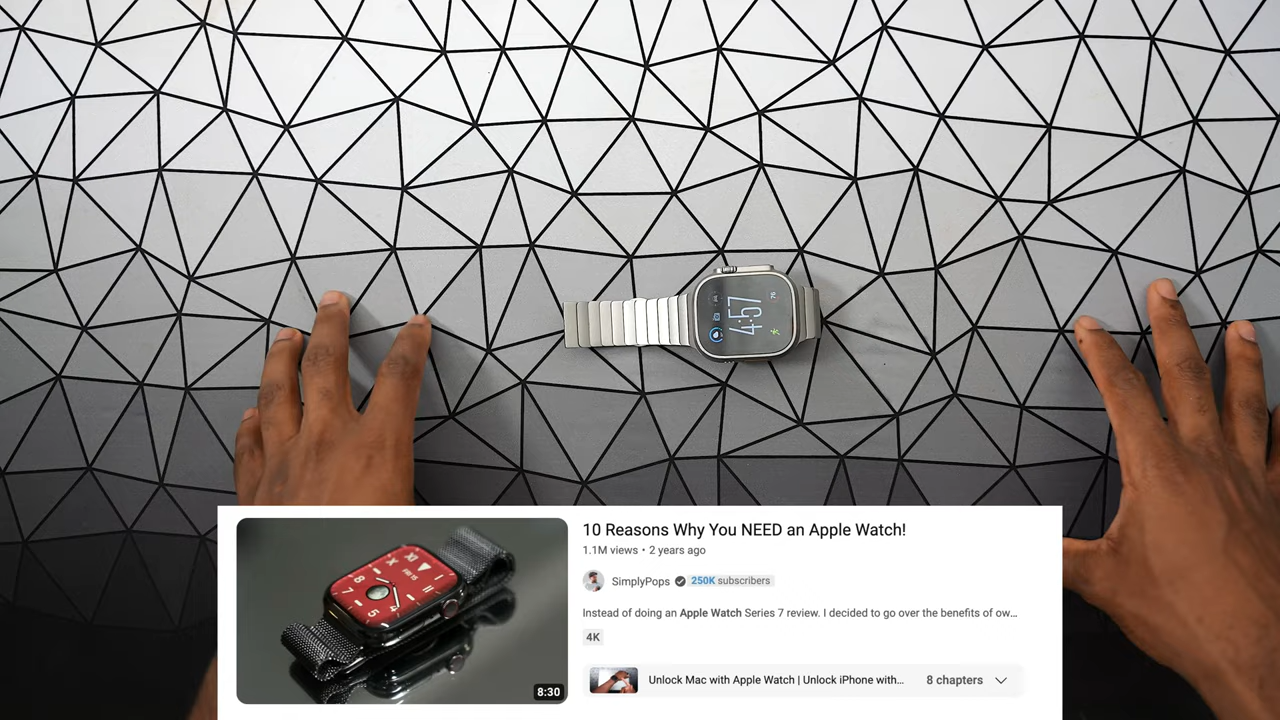 4:57
76
10 Reasons Why You NEED an Apple Watch!
1.1M views • 2 years ago
SimplyPops 250K subscribers
Instead of doing an Apple Watch Series 7 review. I decided to go over the benefits of ow...
4K
8:30
Unlock Mac with Apple Watch | Unlock iPhone with... 8 chapters